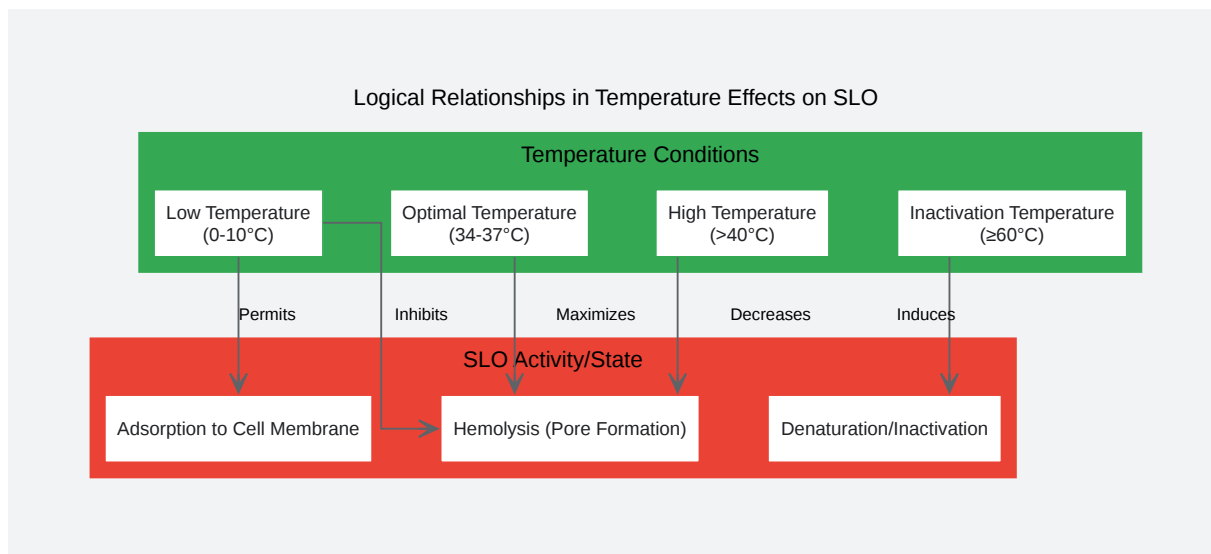 Logical Relationships in Temperature Effects on SLO
Temperature Conditions
Low Temperature
(0-10°C)
Optimal Temperature
(34-37°C)
High Temperature
(>40°C)
Inactivation Temperature
(≥60°C)
Permits
Inhibits
Maximizes
Decreases
Induces
SLO Activity/State
Adsorption to Cell Membrane
Hemolysis (Pore Formation)
Denaturation/Inactivation